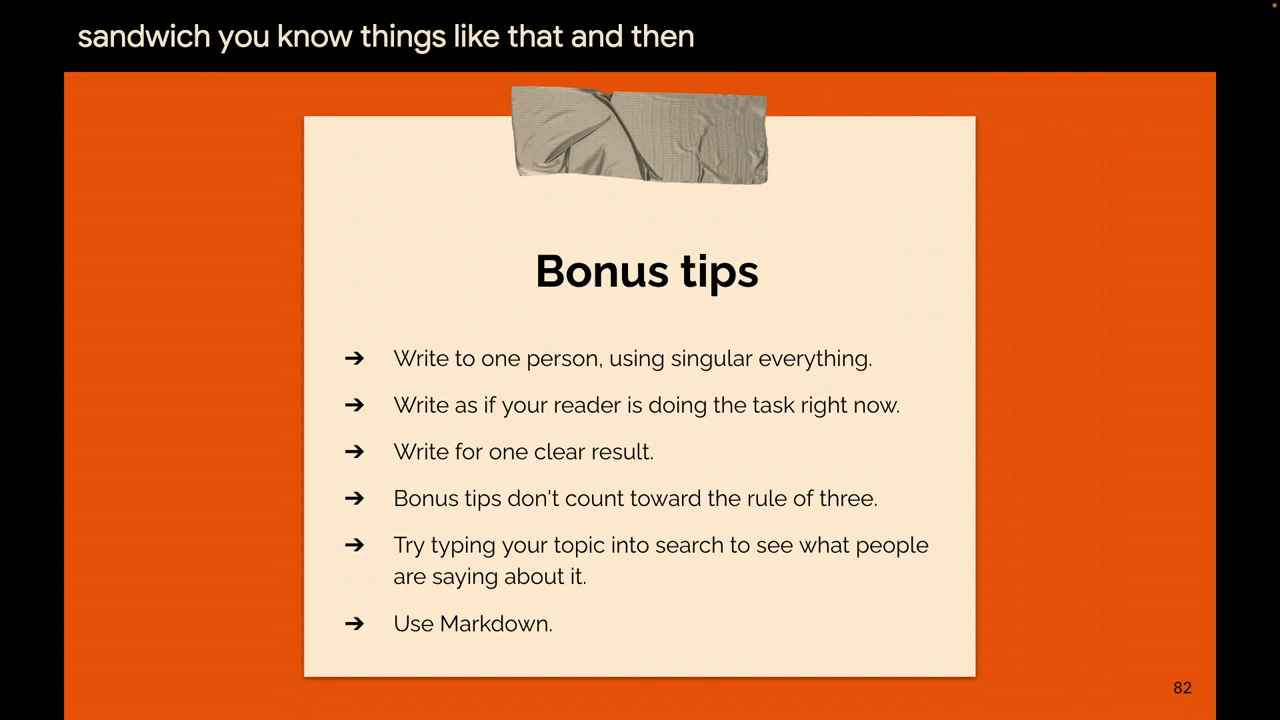 sandwich you know things like that and then
Bonus tips
➔ Write to one person, using singular everything.
➔ Write as if your reader is doing the task right now.
➔ Write for one clear result.
➔ Bonus tips don't count toward the rule of three.
➔ Try typing your topic into search to see what people
are saying about it.
➔ Use Markdown.
82